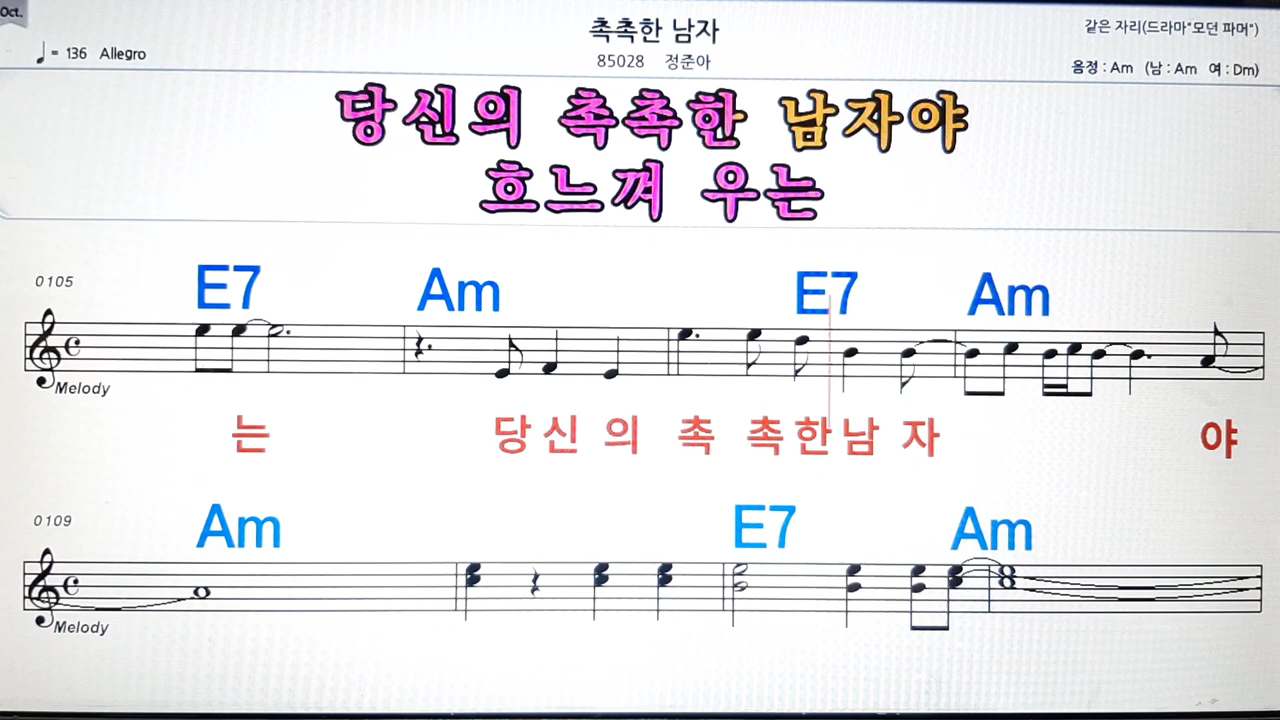 Oct.
촉촉한 남자
같은 자리(드라마"모던 파머")
♩= 136 Allegro
85028 정준아
음정 : Am (남 : Am 여 : Dm)
당신의 촉촉한 남자야
흐느껴 우는
0105
E7 Am E7 Am
Melody
는 당신의 촉 촉한남 자 야
0109
Am E7 Am
Melody